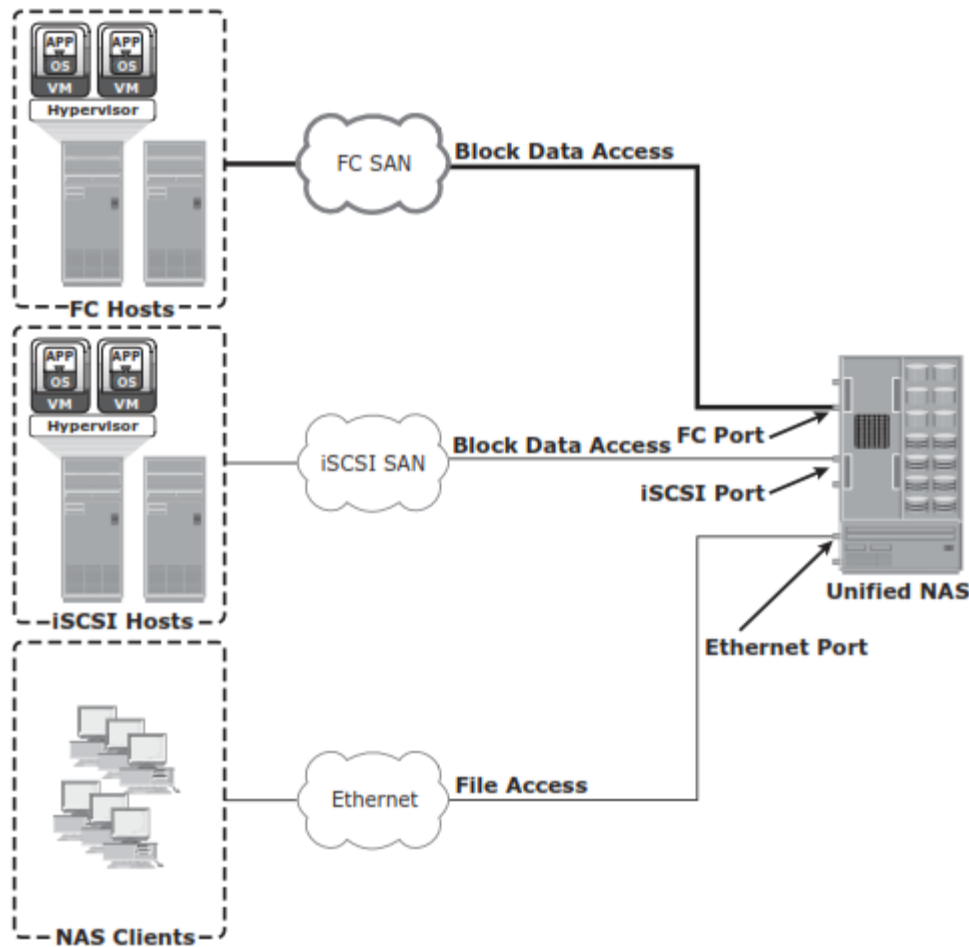 APP APP
OS OS
VM VM
Hypervisor
FC SAN
Block Data Access
FC Hosts
APP APP
OS OS
VM VM
Hypervisor
iSCSI SAN
Block Data Access
FC Port
iSCSI Port
iSCSI Hosts
Unified NAS
Ethernet Port
Ethernet
File Access
NAS Clients